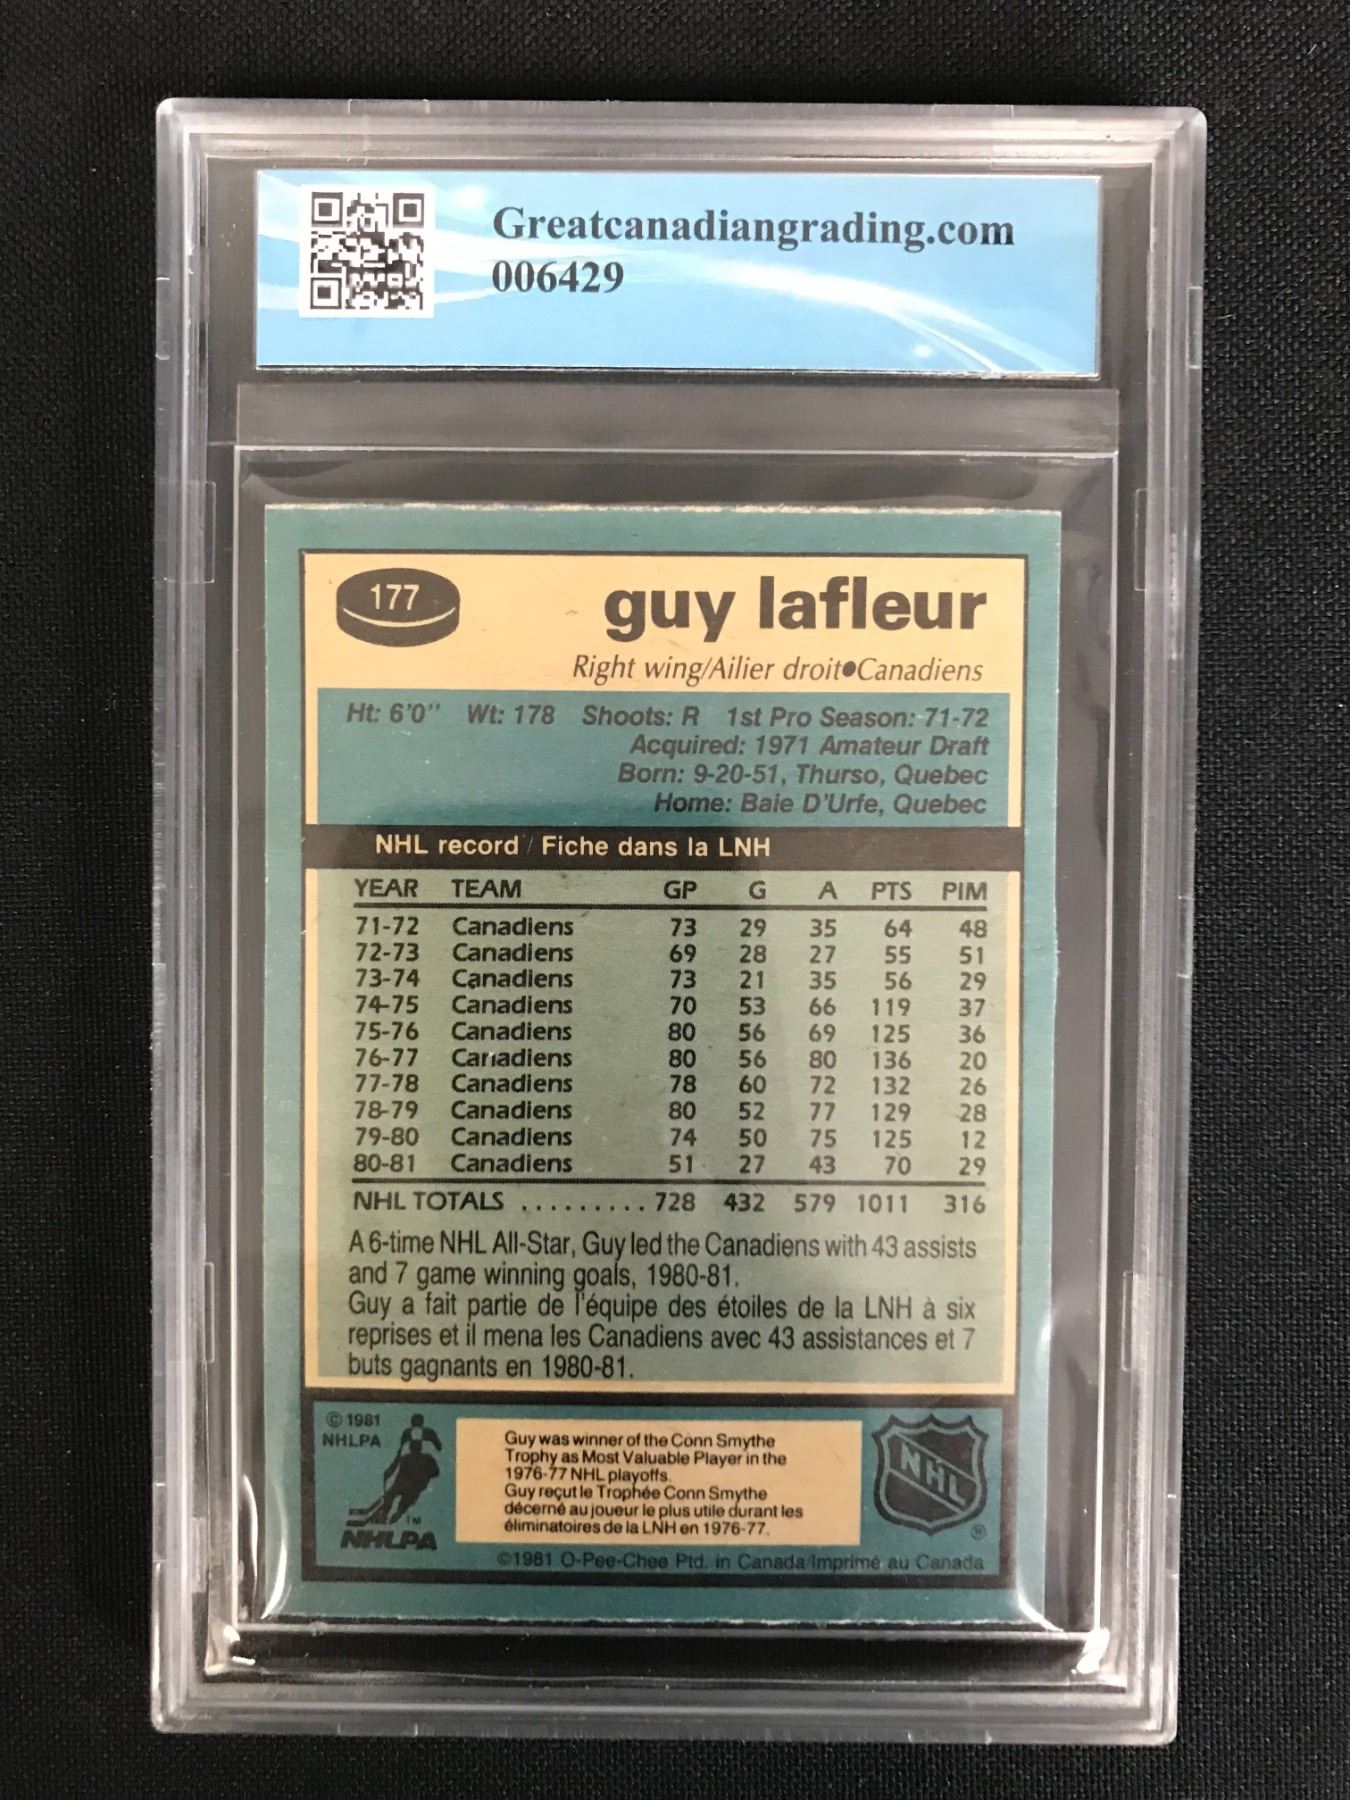 Greatcanadiangrading.com
006429
177
guy lafleur
Right wing/Ailier droit●Canadiens
Ht: 6'0" Wt: 178 Shoots: R 1st Pro Season: 71-72
Acquired: 1971 Amateur Draft
Born: 9-20-51, Thurso, Quebec
Home: Baie D'Urfe, Quebec
NHL record / Fiche dans la LNH
YEAR TEAM GP G A PTS PIM
71-72 Canadiens 73 29 35 64 48
72-73 Canadiens 69 28 27 55 51
73-74 Canadiens 73 21 35 56 29
74-75 Canadiens 70 53 66 119 37
75-76 Canadiens 80 56 69 125 36
76-77 Canadiens 80 56 80 136 20
77-78 Canadiens 78 60 72 132 26
78-79 Canadiens 80 52 77 129 28
79-80 Canadiens 74 50 75 125 12
80-81 Canadiens 51 27 43 70 29
NHL TOTALS ......... 728 432 579 1011 316
A 6-time NHL All-Star, Guy led the Canadiens with 43 assists
and 7 game winning goals, 1980-81.
Guy a fait partie de l'équipe des étoiles de la LNH à six
reprises et il mena les Canadiens avec 43 assistances et 7
buts gagnants en 1980-81.
© 1981
NHLPA
TM
NHLPA
Guy was winner of the Conn Smythe
Trophy as Most Valuable Player in the
1976-77 NHL playoffs.
Guy reçut le Trophée Conn Smythe
décerné au joueur le plus utile durant les
éliminatoires de la LNH en 1976-77.
NHL
®
©1981 O-Pee-Chee Ptd. in Canada/Imprimé au Canada